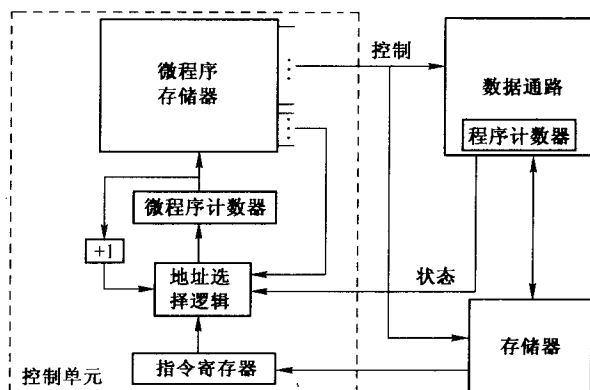 微程序
存储器
控制
数据通路
程序计数器
微程序计数器
+1
地址选
择逻辑
状态
指令寄存器
存储器
控制单元